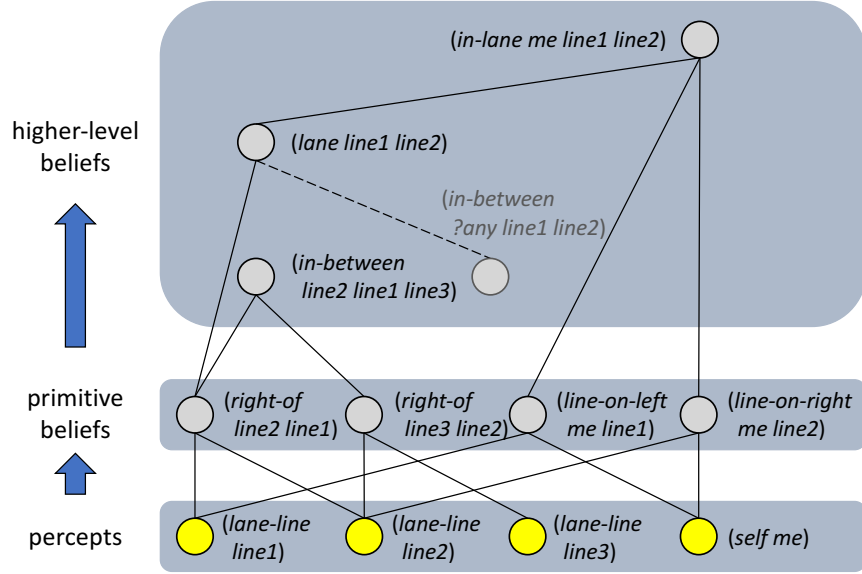 (in-lane me line1 line2)
higher-level
beliefs
(lane line1 line2)
(in-between
?any line1 line2)
(in-between
line2 line1 line3)
primitive
beliefs
(right-of
line2 line1)
(right-of
line3 line2)
(line-on-left
me line1)
(line-on-right
me line2)
percepts
(lane-line
line1)
(lane-line
line2)
(lane-line
line3)
(self me)